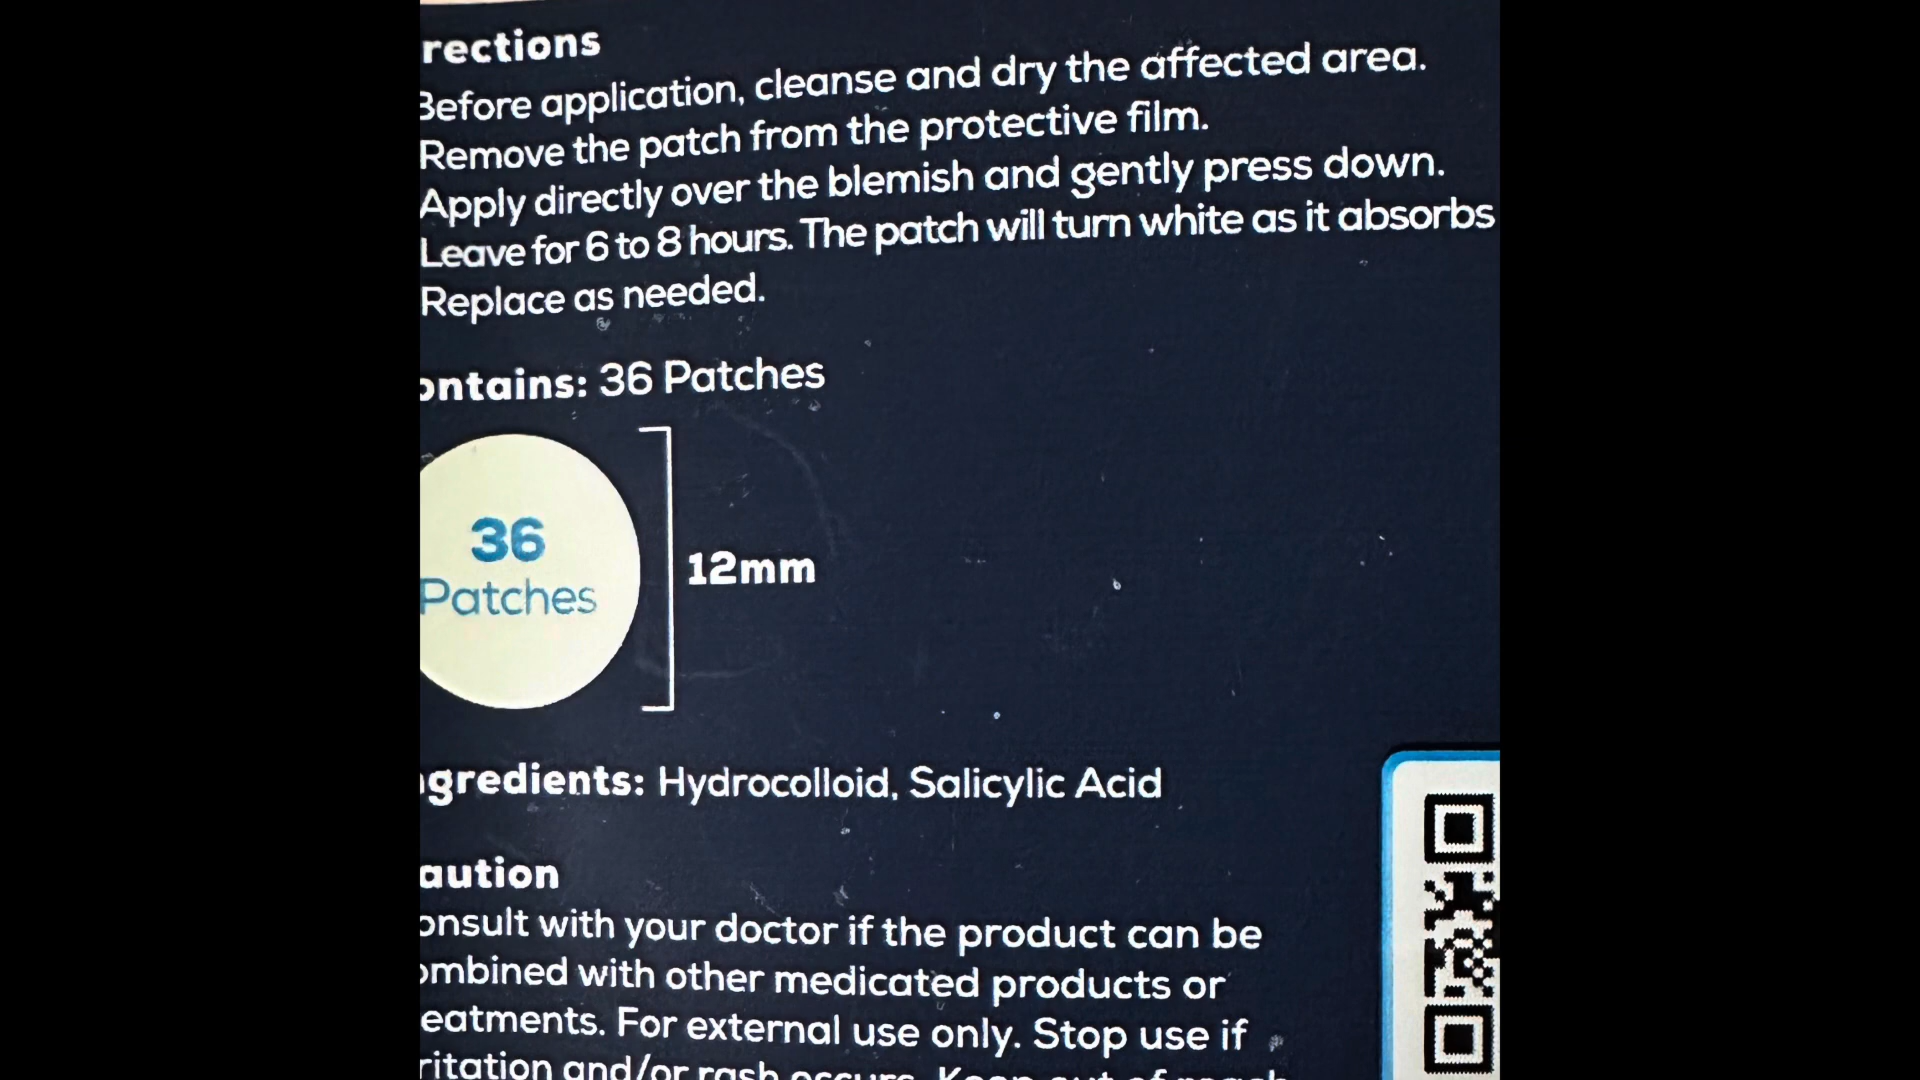 rections
Before application, cleanse and dry the affected area.
Remove the patch from the protective film.
Apply directly over the blemish and gently press down.
Leave for 6 to 8 hours. The patch will turn white as it absorbs
Replace as needed.
ontains: 36 Patches
36
Patches
12mm
ngredients: Hydrocolloid, Salicylic Acid
aution
onsult with your doctor if the product can be
ombined with other medicated products or
eatments. For external use only. Stop use if
ritation and/or rash occurs. Keep out of reach